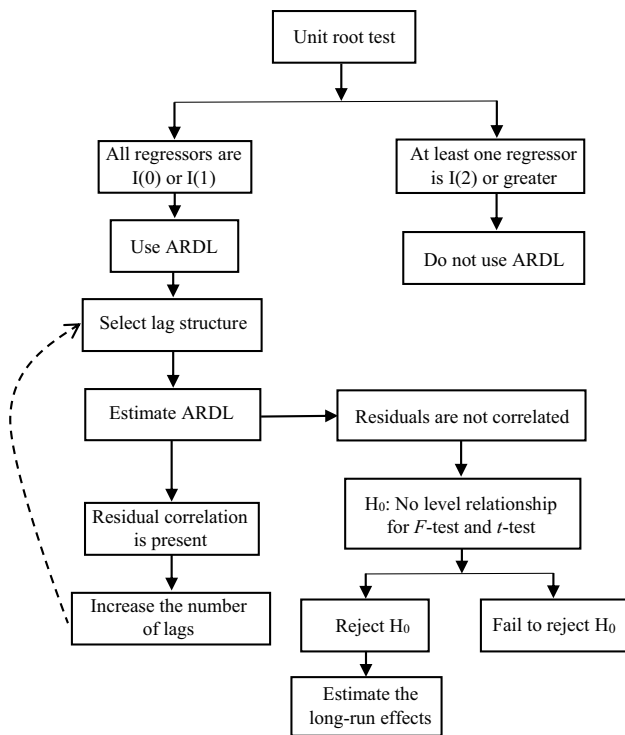 Unit root test
All regressors are
I(0) or I(1)
At least one regressor
is I(2) or greater
Use ARDL
Do not use ARDL
Select lag structure
Estimate ARDL
Residuals are not correlated
Residual correlation
is present
H₀: No level relationship
for F-test and t-test
Increase the number
of lags
Reject H₀
Fail to reject H₀
Estimate the
long-run effects